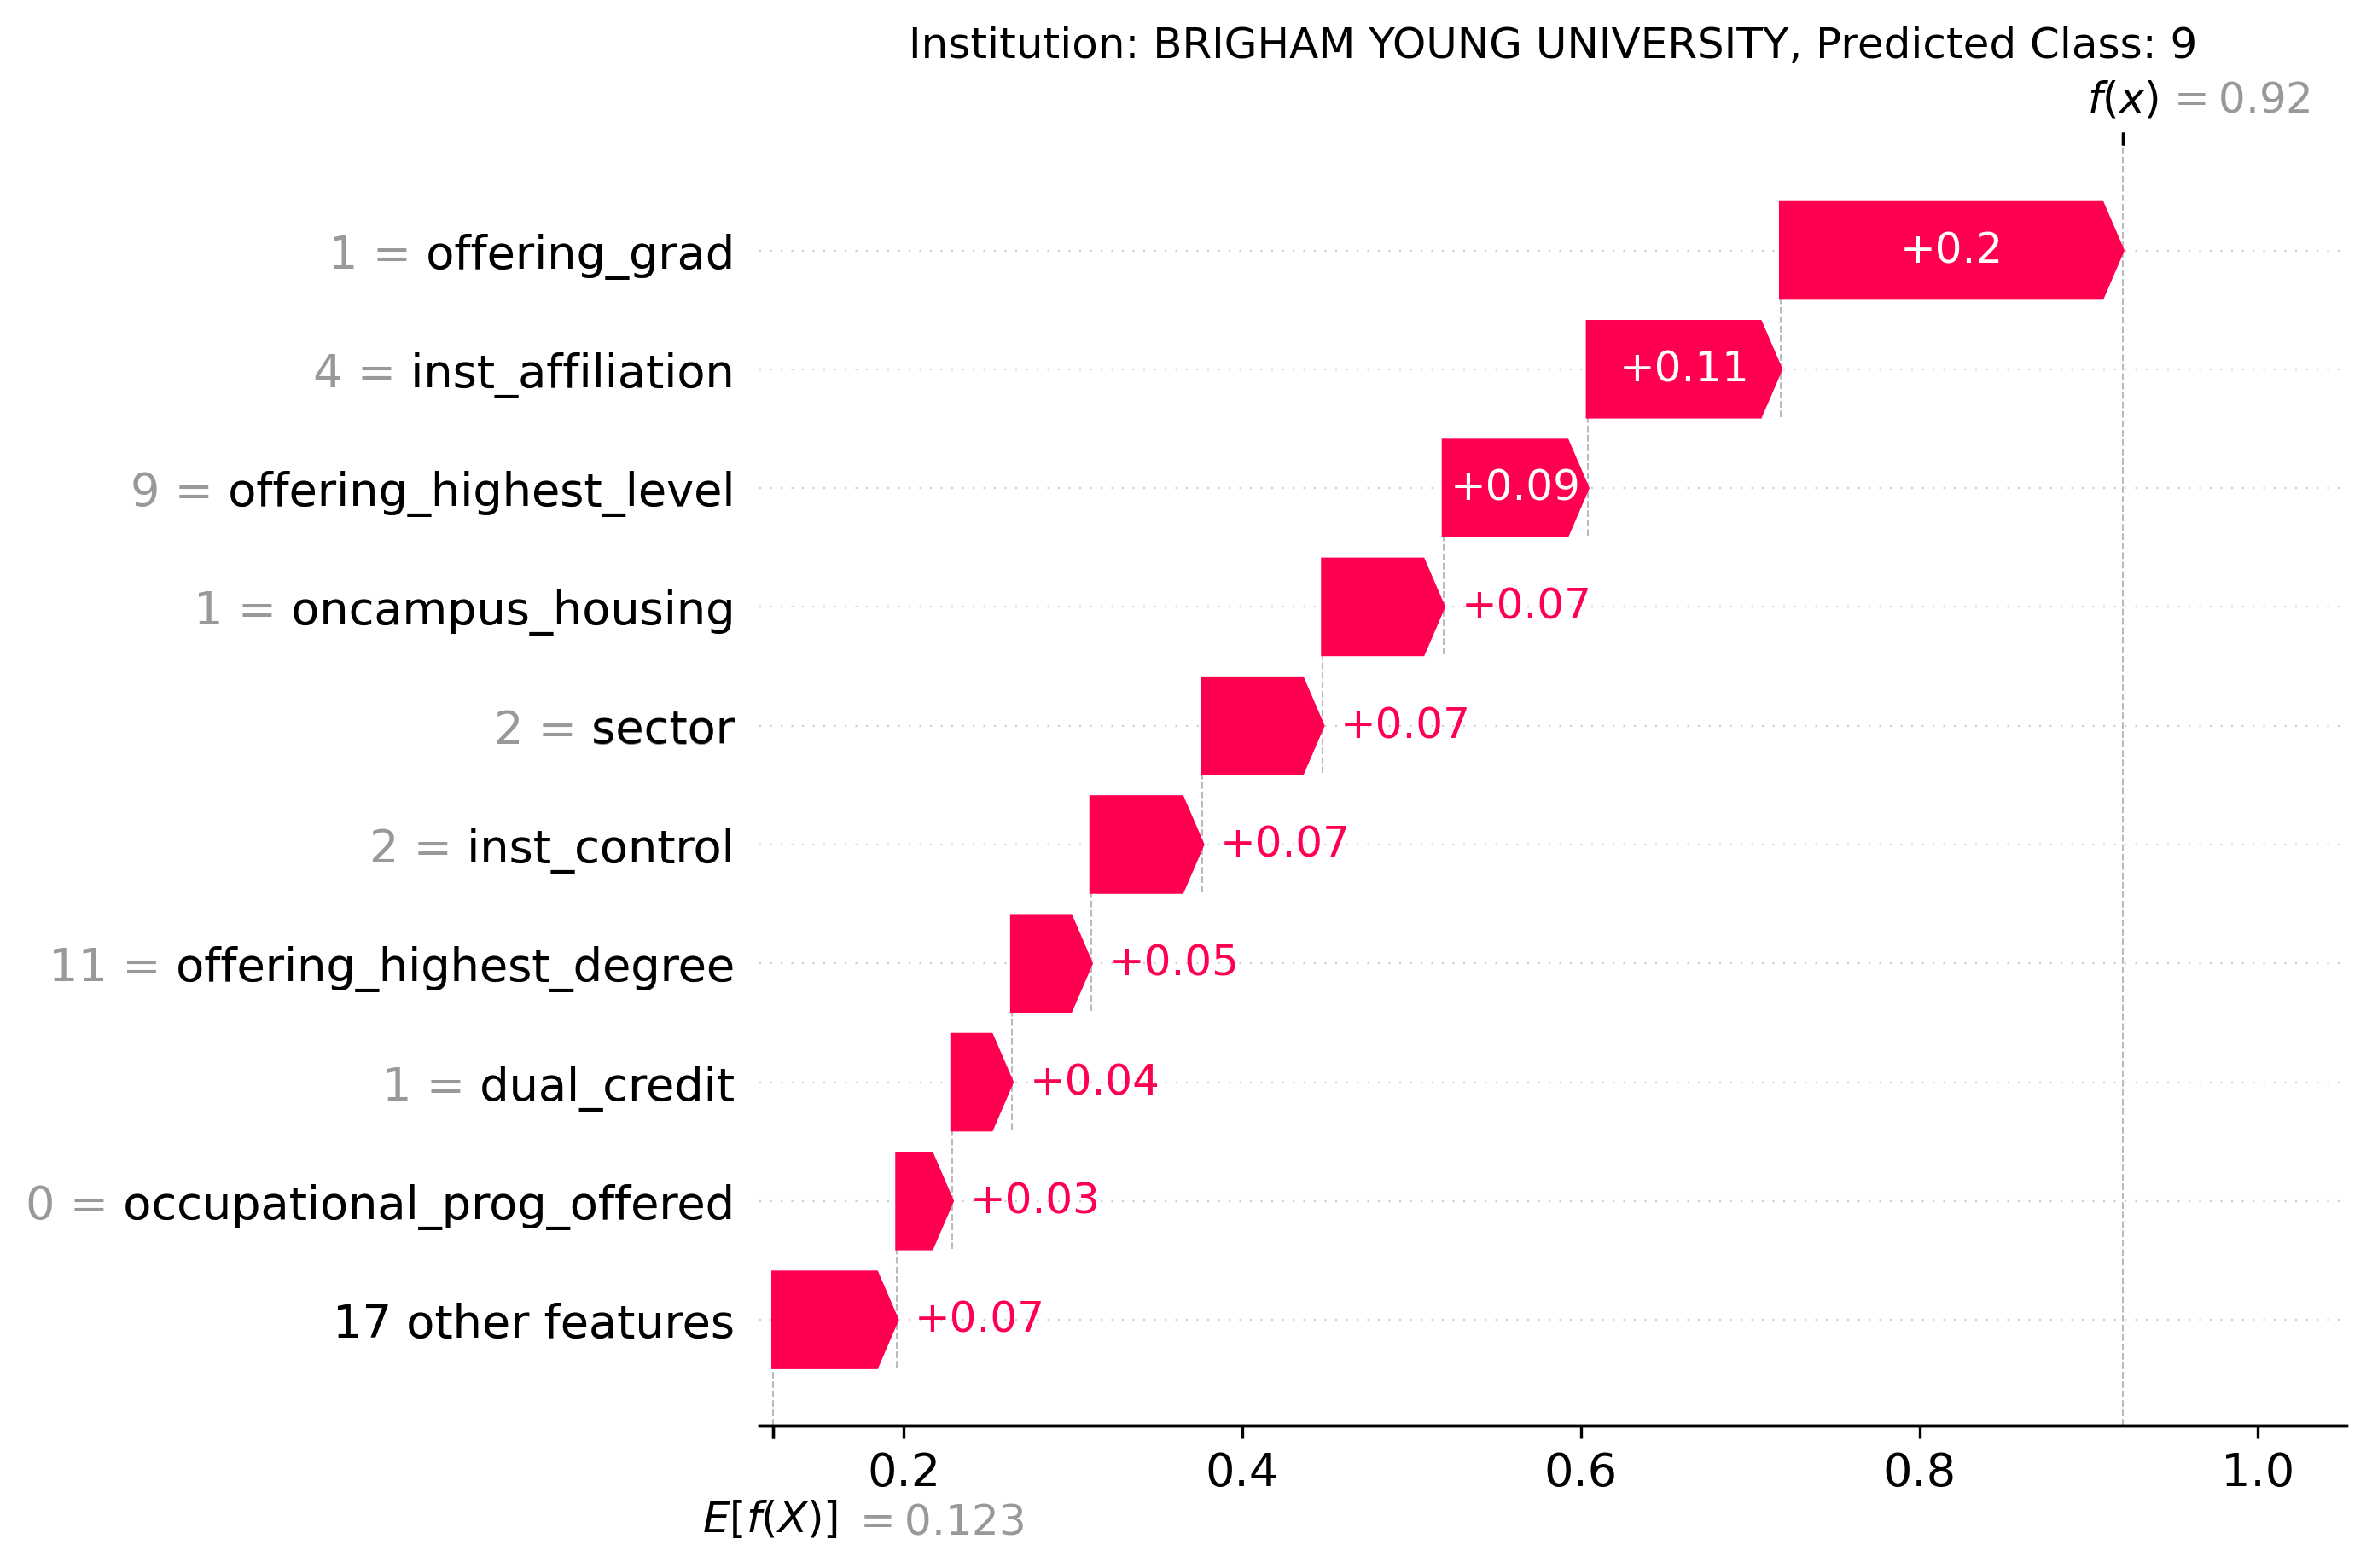 Institution: BRIGHAM YOUNG UNIVERSITY, Predicted Class: 9
f(x) = 0.92
1 = offering_grad +0.2
4 = inst_affiliation +0.11
9 = offering_highest_level +0.09
1 = oncampus_housing +0.07
2 = sector +0.07
2 = inst_control +0.07
11 = offering_highest_degree +0.05
1 = dual_credit +0.04
0 = occupational_prog_offered +0.03
17 other features +0.07
0.2 0.4 0.6 0.8 1.0
E[f(X)] = 0.123